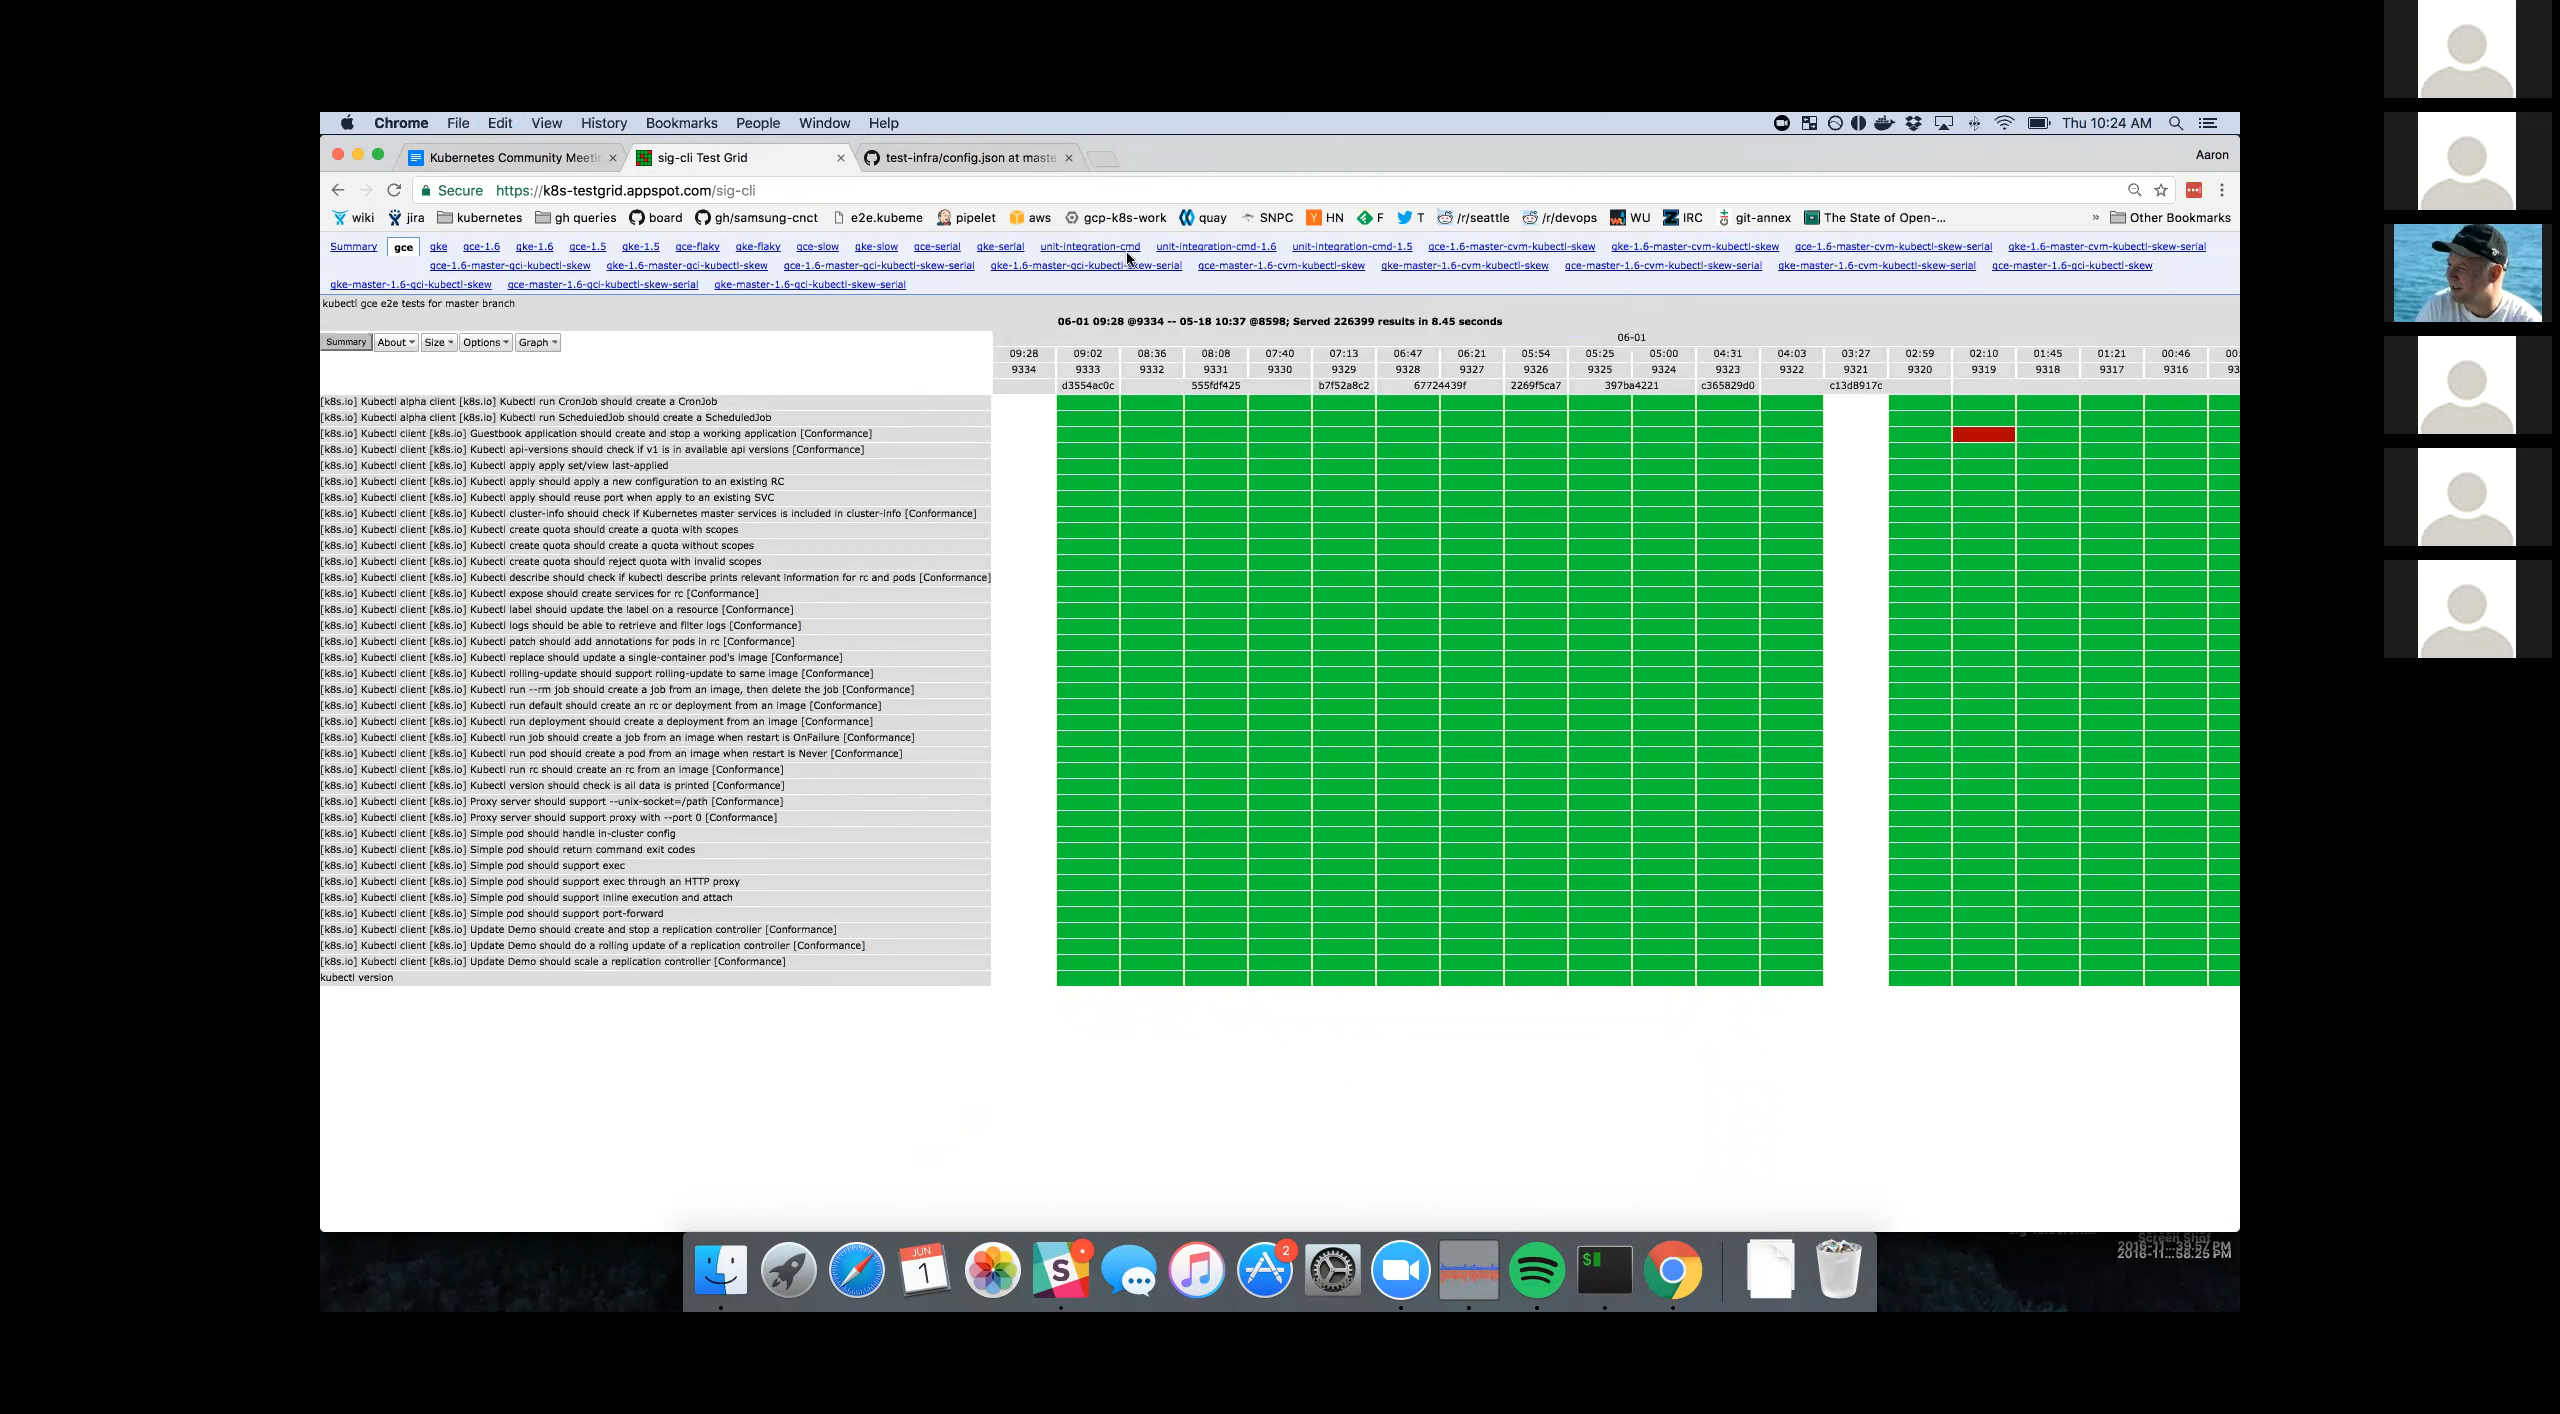 Chrome File Edit View History Bookmarks People Window Help Thu 10:24 AM
Kubernetes Community Meetin sig-cli Test Grid test-infra/config.json at maste Aaron
Secure https://k8s-testgrid.appspot.com/sig-cli
wiki jira kubernetes gh queries board gh/samsung-cnct e2e.kubeme pipelet aws gcp-k8s-work quay SNPC HN F T /r/seattle /r/devops WU IRC git-annex The State of Open-... » Other Bookmarks
Summary gce gke gce-1.6 gke-1.6 gce-1.5 gke-1.5 gce-flaky gke-flaky gce-slow gke-slow gce-serial gke-serial unit-integration-cmd unit-integration-cmd-1.6 unit-integration-cmd-1.5 gce-1.6-master-cvm-kubectl-skew gke-1.6-master-cvm-kubectl-skew gce-1.6-master-cvm-kubectl-skew-serial gke-1.6-master-cvm-kubectl-skew-serial
gce-1.6-master-gci-kubectl-skew gke-1.6-master-gci-kubectl-skew gce-1.6-master-gci-kubectl-skew-serial gke-1.6-master-gci-kubectl-skew-serial gce-master-1.6-cvm-kubectl-skew gke-master-1.6-cvm-kubectl-skew gce-master-1.6-cvm-kubectl-skew-serial gke-master-1.6-cvm-kubectl-skew-serial gce-master-1.6-gci-kubectl-skew
gke-master-1.6-gci-kubectl-skew gce-master-1.6-gci-kubectl-skew-serial gke-master-1.6-gci-kubectl-skew-serial
kubectl gce e2e tests for master branch
06-01 09:28 @9334 -- 05-18 10:37 @8598; Served 226399 results in 8.45 seconds
Summary About Size Options Graph
06-01
09:28 09:02 08:36 08:08 07:40 07:13 06:47 06:21 05:54 05:25 05:00 04:31 04:03 03:27 02:59 02:10 01:45 01:21 00:46 00:
9334 9333 9332 9331 9330 9329 9328 9327 9326 9325 9324 9323 9322 9321 9320 9319 9318 9317 9316 93
d3554ac0c 555fdf425 b7f52a8c2 67724439f 2269f5ca7 397ba4221 c365829d0 c13d8917c
[k8s.io] Kubectl alpha client [k8s.io] Kubectl run CronJob should create a CronJob
[k8s.io] Kubectl alpha client [k8s.io] Kubectl run ScheduledJob should create a ScheduledJob
[k8s.io] Kubectl client [k8s.io] Guestbook application should create and stop a working application [Conformance]
[k8s.io] Kubectl client [k8s.io] Kubectl api-versions should check if v1 is in available api versions [Conformance]
[k8s.io] Kubectl client [k8s.io] Kubectl apply apply set/view last-applied
[k8s.io] Kubectl client [k8s.io] Kubectl apply should apply a new configuration to an existing RC
[k8s.io] Kubectl client [k8s.io] Kubectl apply should reuse port when apply to an existing SVC
[k8s.io] Kubectl client [k8s.io] Kubectl cluster-info should check if Kubernetes master services is included in cluster-info [Conformance]
[k8s.io] Kubectl client [k8s.io] Kubectl create quota should create a quota with scopes
[k8s.io] Kubectl client [k8s.io] Kubectl create quota should create a quota without scopes
[k8s.io] Kubectl client [k8s.io] Kubectl create quota should reject quota with invalid scopes
[k8s.io] Kubectl client [k8s.io] Kubectl describe should check if kubectl describe prints relevant information for rc and pods [Conformance]
[k8s.io] Kubectl client [k8s.io] Kubectl expose should create services for rc [Conformance]
[k8s.io] Kubectl client [k8s.io] Kubectl label should update the label on a resource [Conformance]
[k8s.io] Kubectl client [k8s.io] Kubectl logs should be able to retrieve and filter logs [Conformance]
[k8s.io] Kubectl client [k8s.io] Kubectl patch should add annotations for pods in rc [Conformance]
[k8s.io] Kubectl client [k8s.io] Kubectl replace should update a single-container pod's image [Conformance]
[k8s.io] Kubectl client [k8s.io] Kubectl rolling-update should support rolling-update to same image [Conformance]
[k8s.io] Kubectl client [k8s.io] Kubectl run --rm job should create a job from an image, then delete the job [Conformance]
[k8s.io] Kubectl client [k8s.io] Kubectl run default should create an rc or deployment from an image [Conformance]
[k8s.io] Kubectl client [k8s.io] Kubectl run deployment should create a deployment from an image [Conformance]
[k8s.io] Kubectl client [k8s.io] Kubectl run job should create a job from an image when restart is OnFailure [Conformance]
[k8s.io] Kubectl client [k8s.io] Kubectl run pod should create a pod from an image when restart is Never [Conformance]
[k8s.io] Kubectl client [k8s.io] Kubectl run rc should create an rc from an image [Conformance]
[k8s.io] Kubectl client [k8s.io] Kubectl version should check is all data is printed [Conformance]
[k8s.io] Kubectl client [k8s.io] Proxy server should support --unix-socket=/path [Conformance]
[k8s.io] Kubectl client [k8s.io] Proxy server should support proxy with --port 0 [Conformance]
[k8s.io] Kubectl client [k8s.io] Simple pod should handle in-cluster config
[k8s.io] Kubectl client [k8s.io] Simple pod should return command exit codes
[k8s.io] Kubectl client [k8s.io] Simple pod should support exec
[k8s.io] Kubectl client [k8s.io] Simple pod should support exec through an HTTP proxy
[k8s.io] Kubectl client [k8s.io] Simple pod should support inline execution and attach
[k8s.io] Kubectl client [k8s.io] Simple pod should support port-forward
[k8s.io] Kubectl client [k8s.io] Update Demo should create and stop a replication controller [Conformance]
[k8s.io] Kubectl client [k8s.io] Update Demo should do a rolling update of a replication controller [Conformance]
[k8s.io] Kubectl client [k8s.io] Update Demo should scale a replication controller [Conformance]
kubectl version
Screen Shot
JUN
1
S
2
$